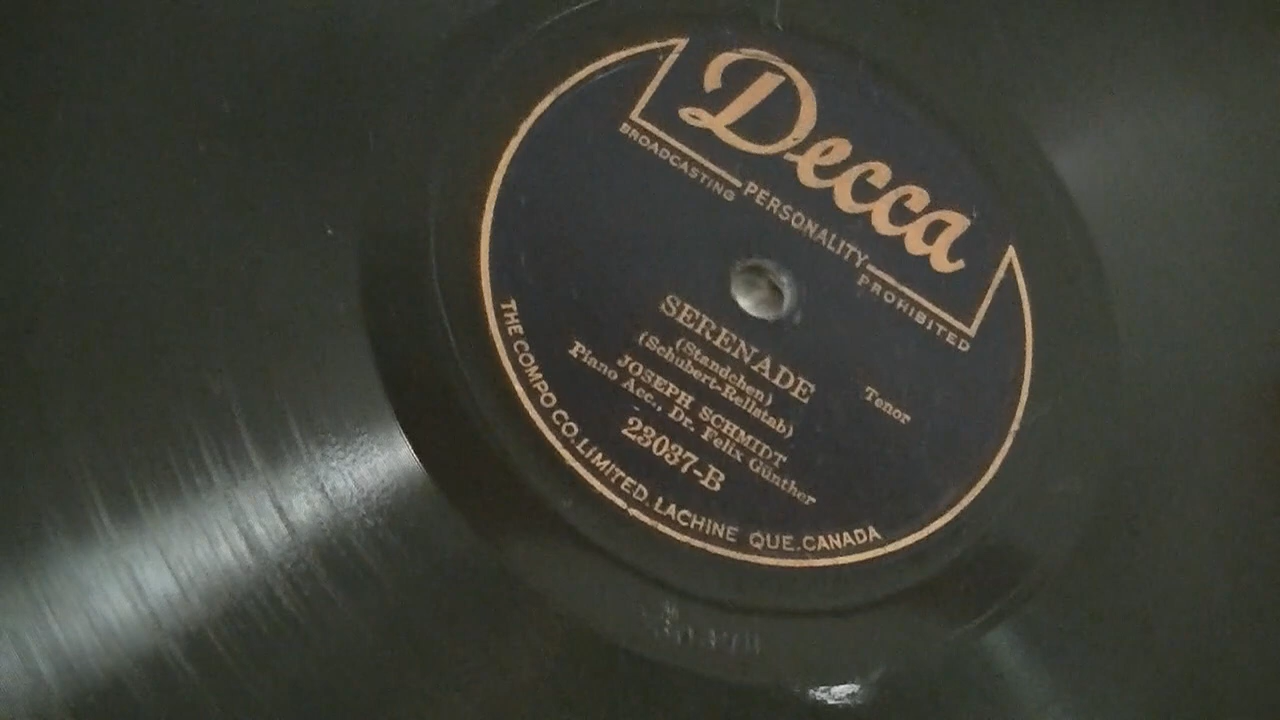 Decca
BROADCASTING PERSONALITY PROHIBITED
SERENADE
(Standchen)
(Schubert-Rellstab)
Tenor
JOSEPH SCHMIDT
Piano Acc., Dr. Felix Günther
23037-B
THE COMPO CO. LIMITED. LACHINE QUE. CANADA